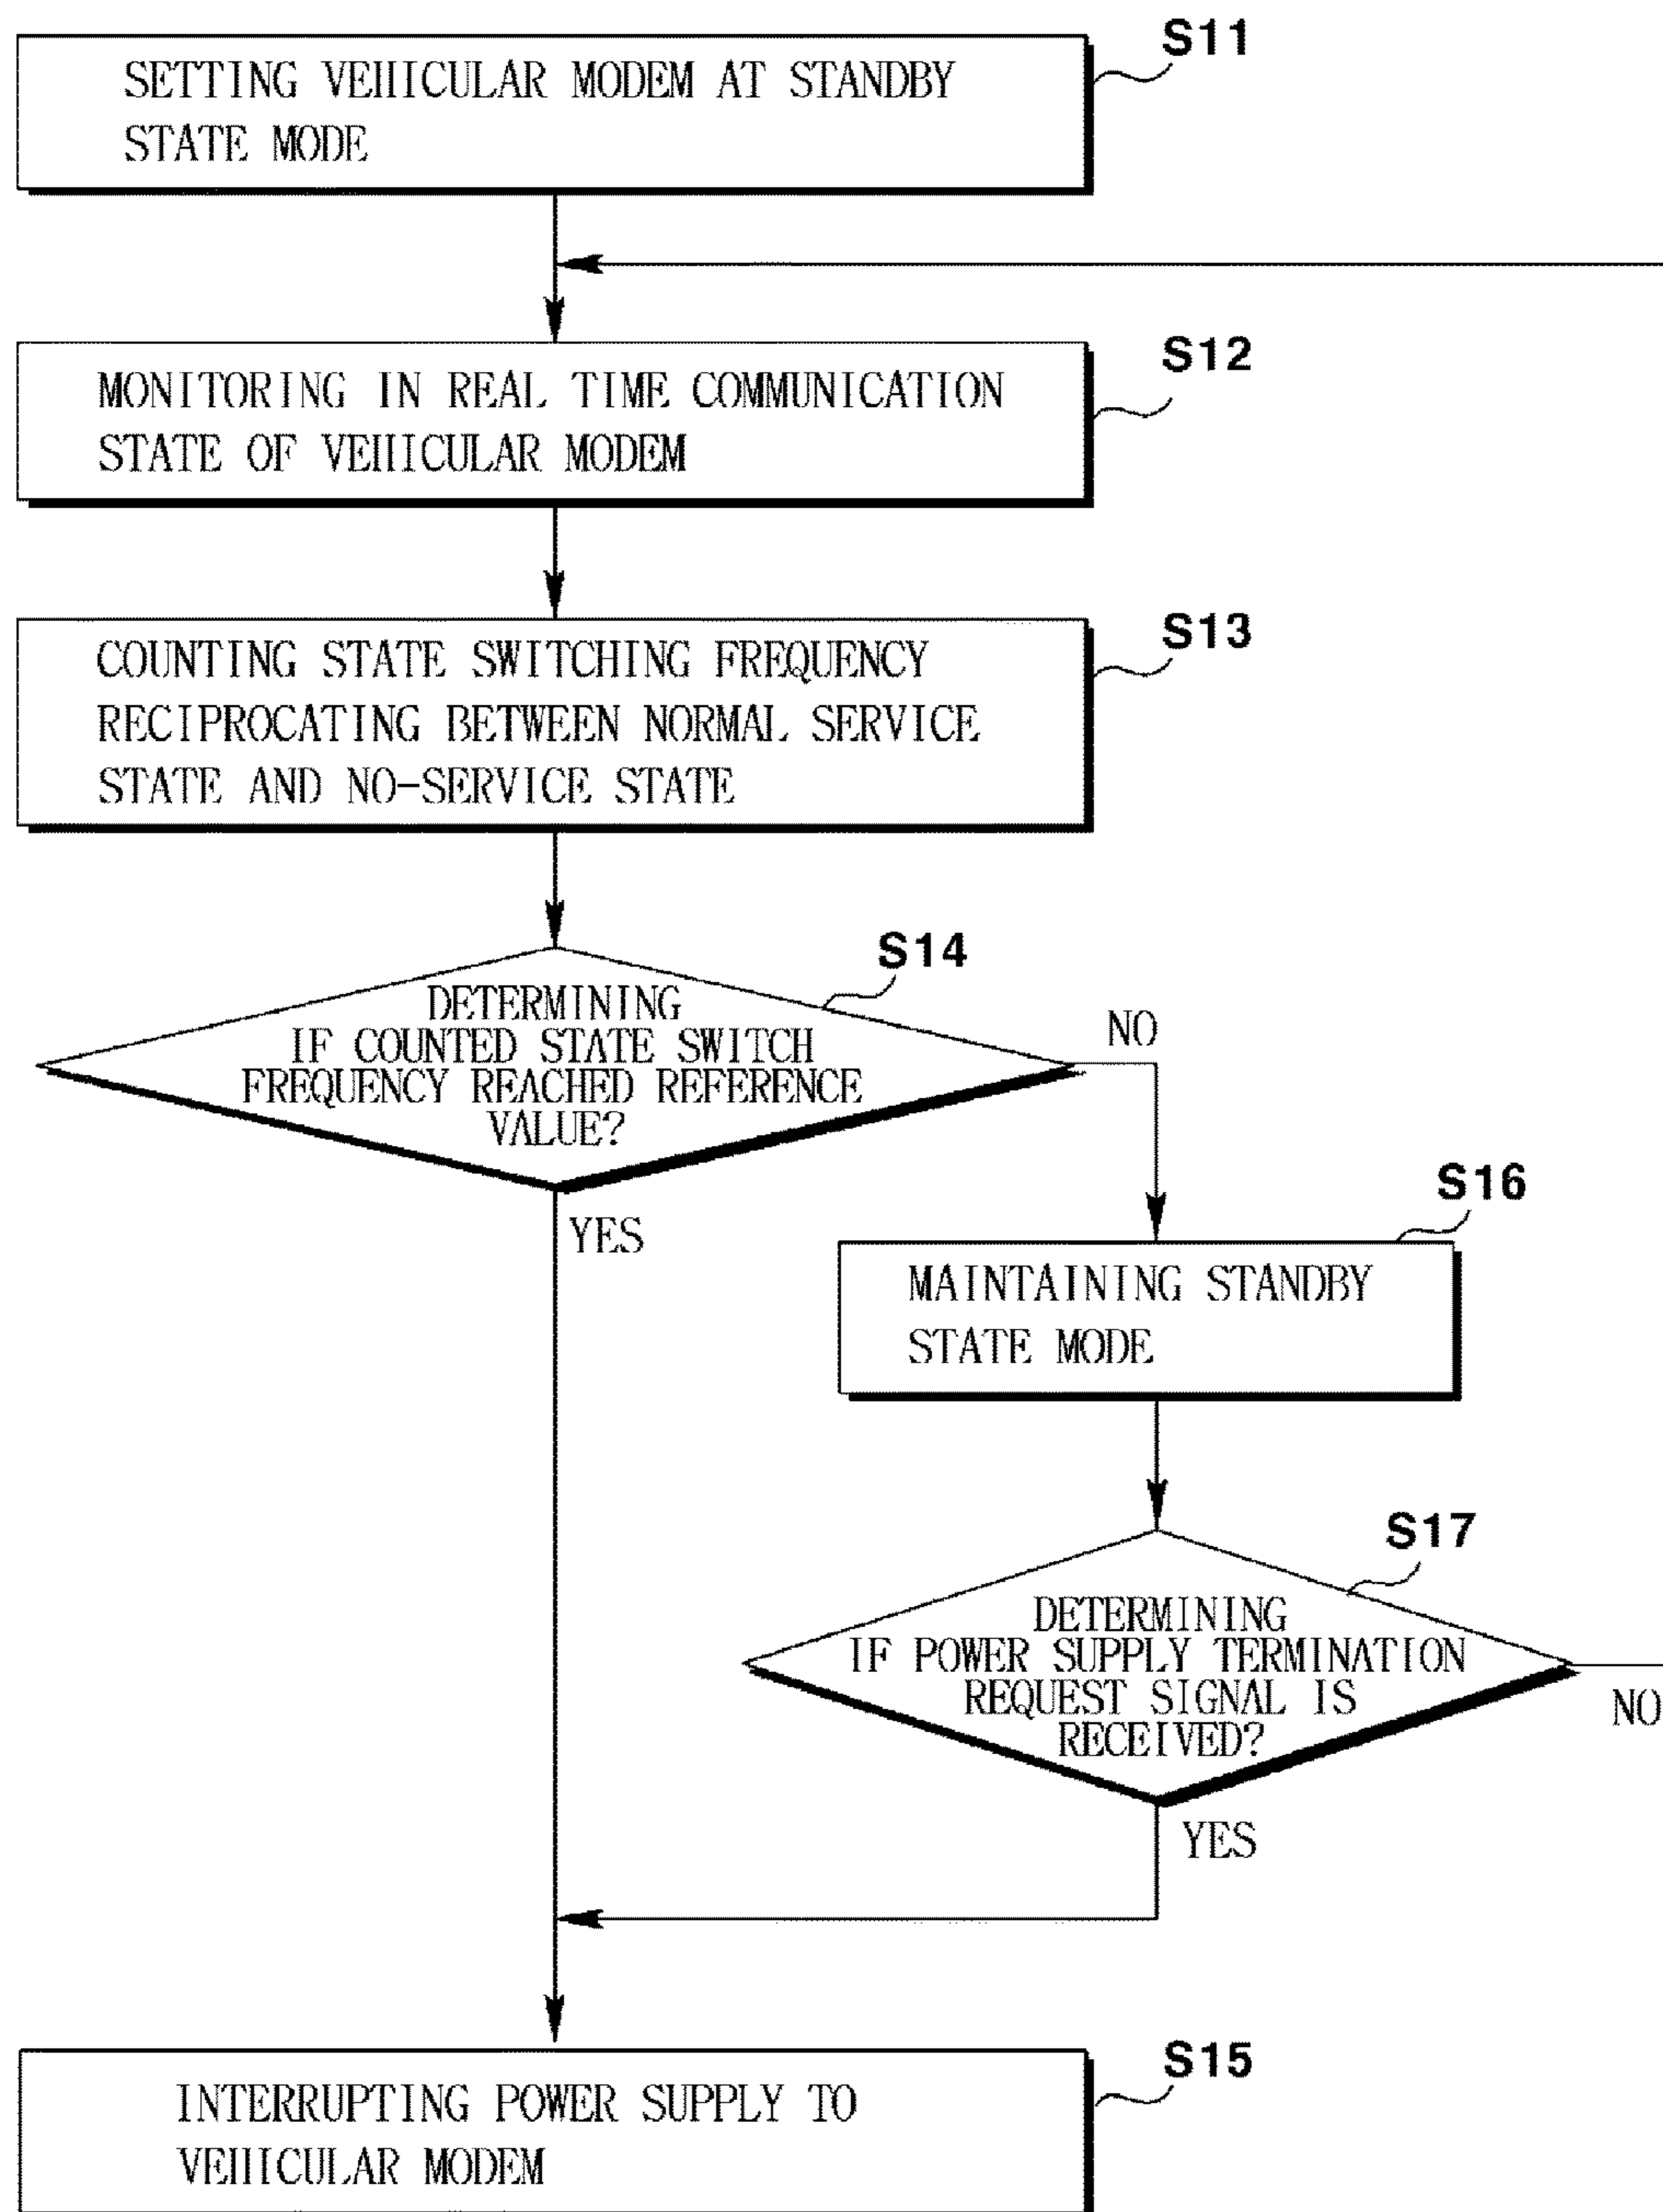 S11
SETTING VEHICULAR MODEM AT STANDBY
STATE MODE
S12
MONITORING IN REAL TIME COMMUNICATION
STATE OF VEHICULAR MODEM
S13
COUNTING STATE SWITCHING FREQUENCY
RECIPROCATING BETWEEN NORMAL SERVICE
STATE AND NO-SERVICE STATE
S14
DETERMINING
IF COUNTED STATE SWITCH
FREQUENCY REACHED REFERENCE
VALUE?
NO
YES
S16
MAINTAINING STANDBY
STATE MODE
S17
DETERMINING
IF POWER SUPPLY TERMINATION
REQUEST SIGNAL IS
RECEIVED?
NO
YES
S15
INTERRUPTING POWER SUPPLY TO
VEHICULAR MODEM